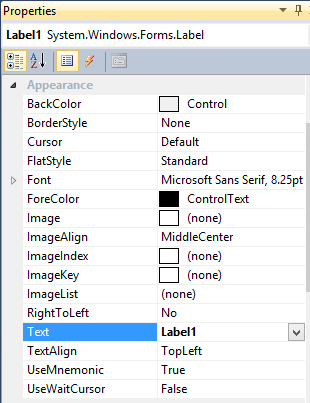 Properties
Label1 System.Windows.Forms.Label
Appearance
BackColor Control
BorderStyle None
Cursor Default
FlatStyle Standard
Font Microsoft Sans Serif, 8.25pt
ForeColor ControlText
Image (none)
ImageAlign MiddleCenter
ImageIndex (none)
ImageKey (none)
ImageList (none)
RightToLeft No
Text Label1
TextAlign TopLeft
UseMnemonic True
UseWaitCursor False